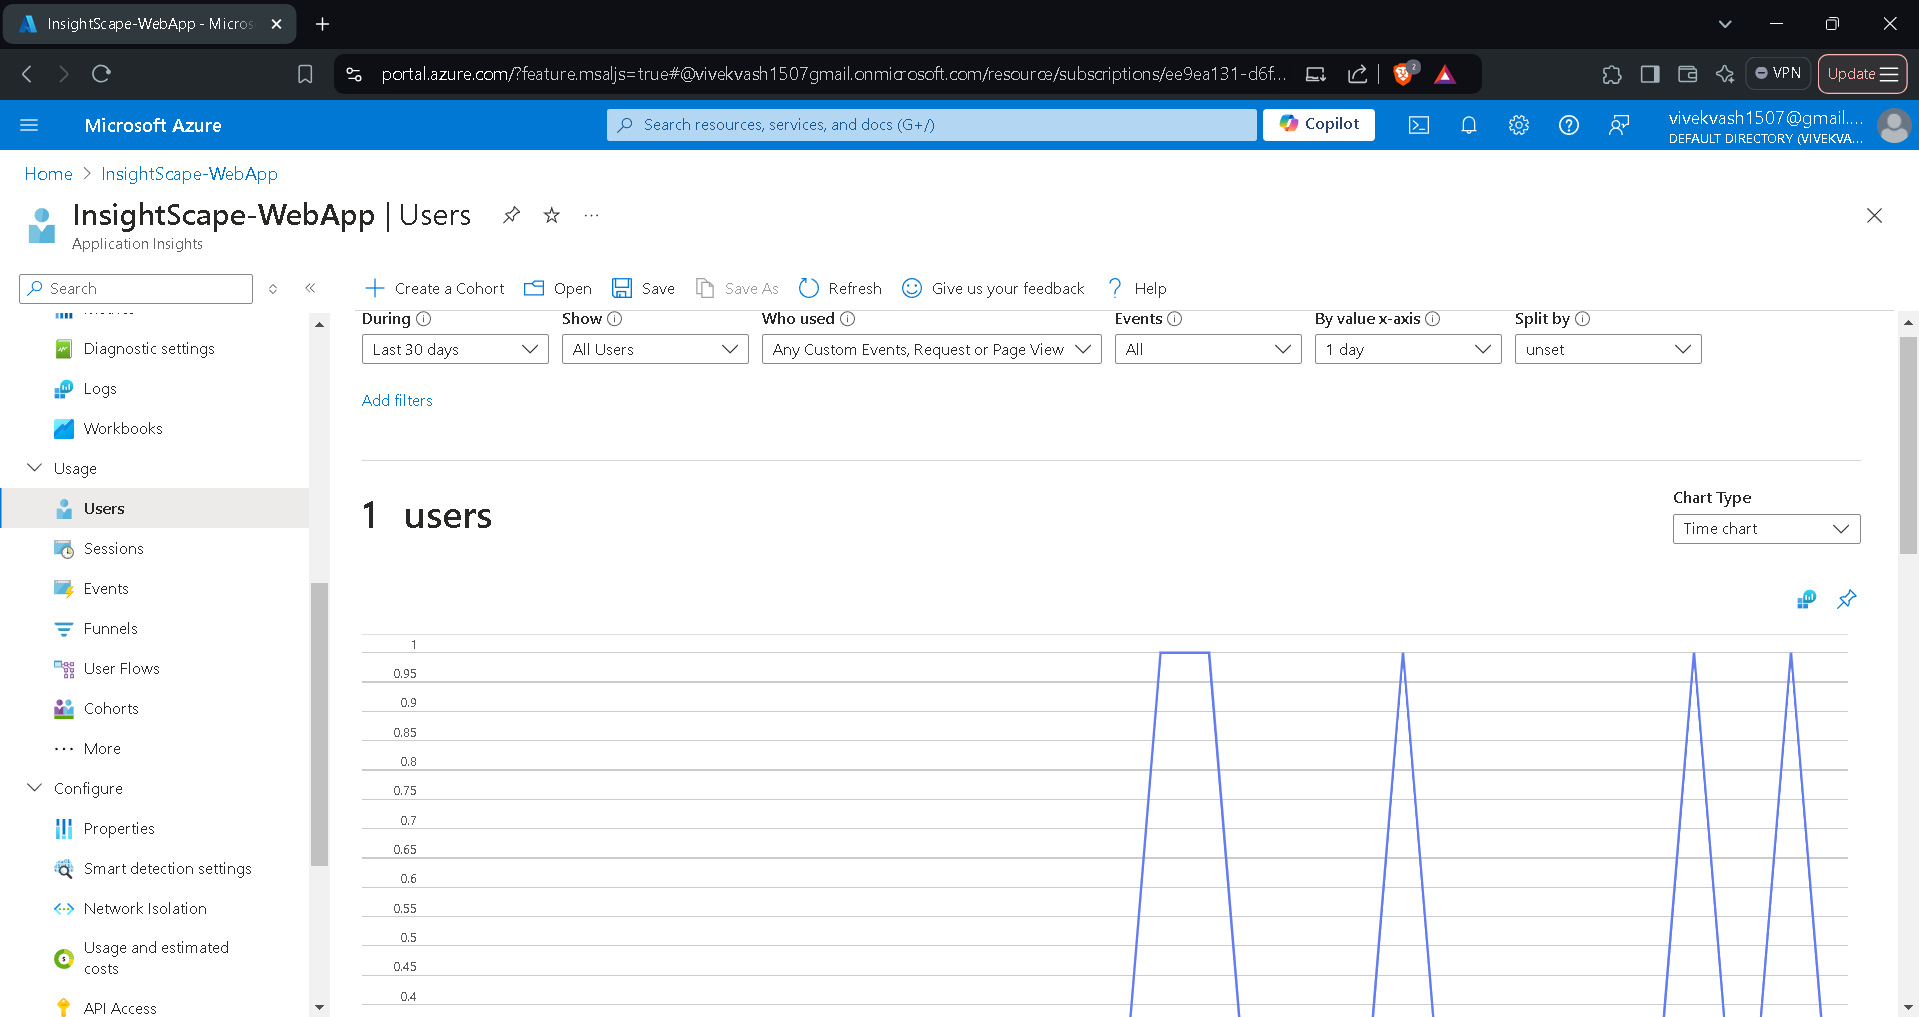 InsightScape-WebApp - Micros
portal.azure.com/?feature.msaljs=true#@vivekvash1507gmail.onmicrosoft.com/resource/subscriptions/ee9ea131-d6f...
2
VPN
Update
Microsoft Azure
Search resources, services, and docs (G+/)
Copilot
vivekvash1507@gmail....
DEFAULT DIRECTORY (VIVEKVA...
Home > InsightScape-WebApp
InsightScape-WebApp | Users
Application Insights
Search
Create a Cohort
Open
Save
Save As
Refresh
Give us your feedback
Help
Metrics
Diagnostic settings
Logs
Workbooks
Usage
Users
Sessions
Events
Funnels
User Flows
Cohorts
More
Configure
Properties
Smart detection settings
Network Isolation
Usage and estimated
costs
API Access
During
Show
Who used
Events
By value x-axis
Split by
Last 30 days
All Users
Any Custom Events, Request or Page View
All
1 day
unset
Add filters
1 users
Chart Type
Time chart
1
0.95
0.9
0.85
0.8
0.75
0.7
0.65
0.6
0.55
0.5
0.45
0.4